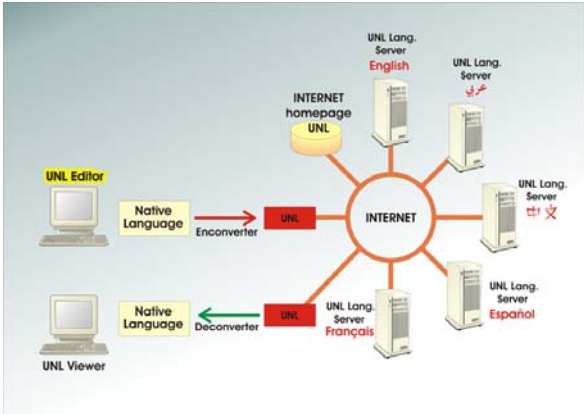 UNL Lang.
Server
English
UNL Lang.
Server
عربي
INTERNET
homepage
UNL
UNL Editor
Native
Language
Enconverter
UNL
INTERNET
UNL Lang.
Server
中文
Native
Language
Deconverter
UNL
UNL Lang.
Server
Français
UNL Lang.
Server
Español
UNL Viewer